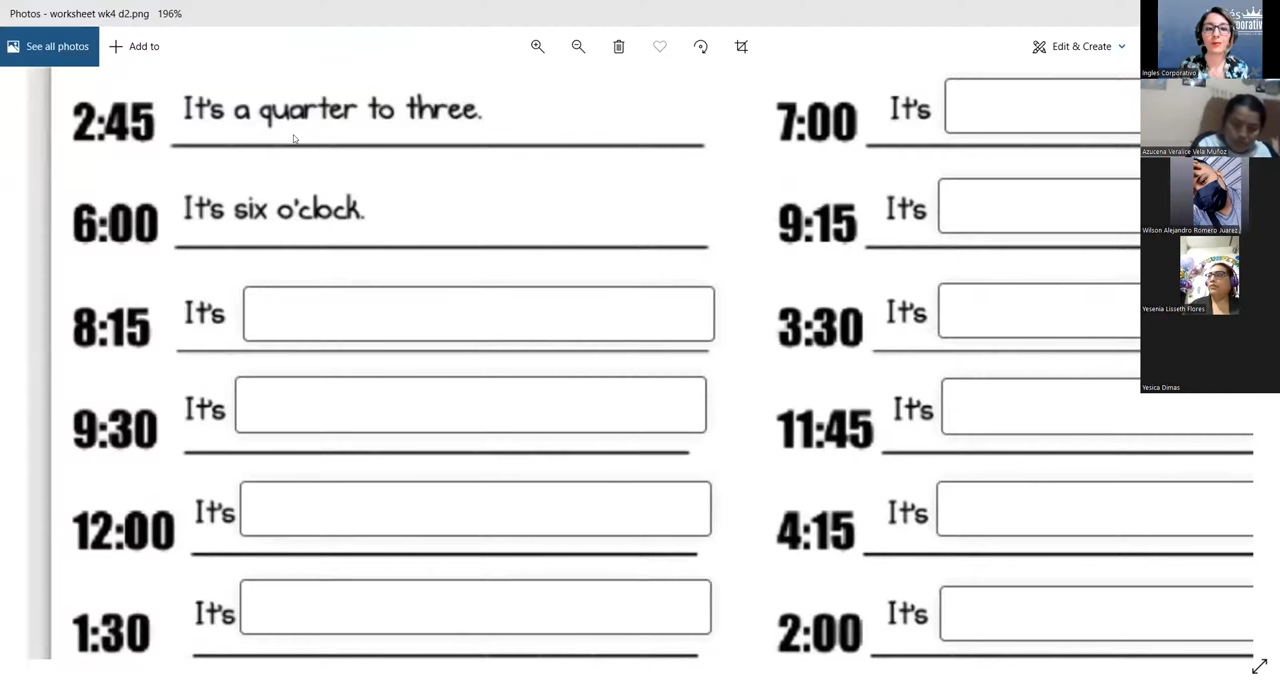 Photos - worksheet wk4 d2.png 196%
See all photos
Add to
Edit & Create
2:45 It's a quarter to three.
6:00 It's six o'clock.
8:15 It's
9:30 It's
12:00 It's
1:30 It's
7:00 It's
9:15 It's
3:30 It's
11:45 It's
4:15 It's
2:00 It's
Ingles Corporativo
Azucena Veralice Vela Muñoz
Wilson Alejandro Romero Juarez
Yesenia Lisseth Flores
Yesica Dimas